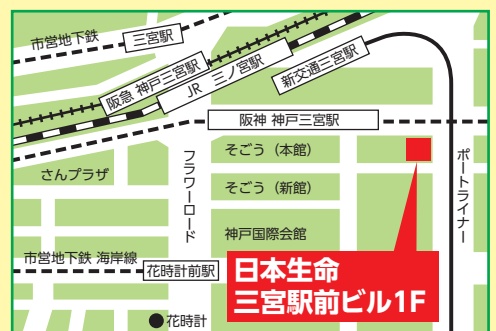 市営地下鉄
三宮駅
阪急 神戸三宮駅
JR 三ノ宮駅
新交通三宮駅
阪神 神戸三宮駅
さんプラザ
フラワーロード
そごう（本館）
そごう（新館）
神戸国際会館
ポートライナー
市営地下鉄 海岸線
花時計前駅
日本生命
三宮駅前ビル1F
花時計